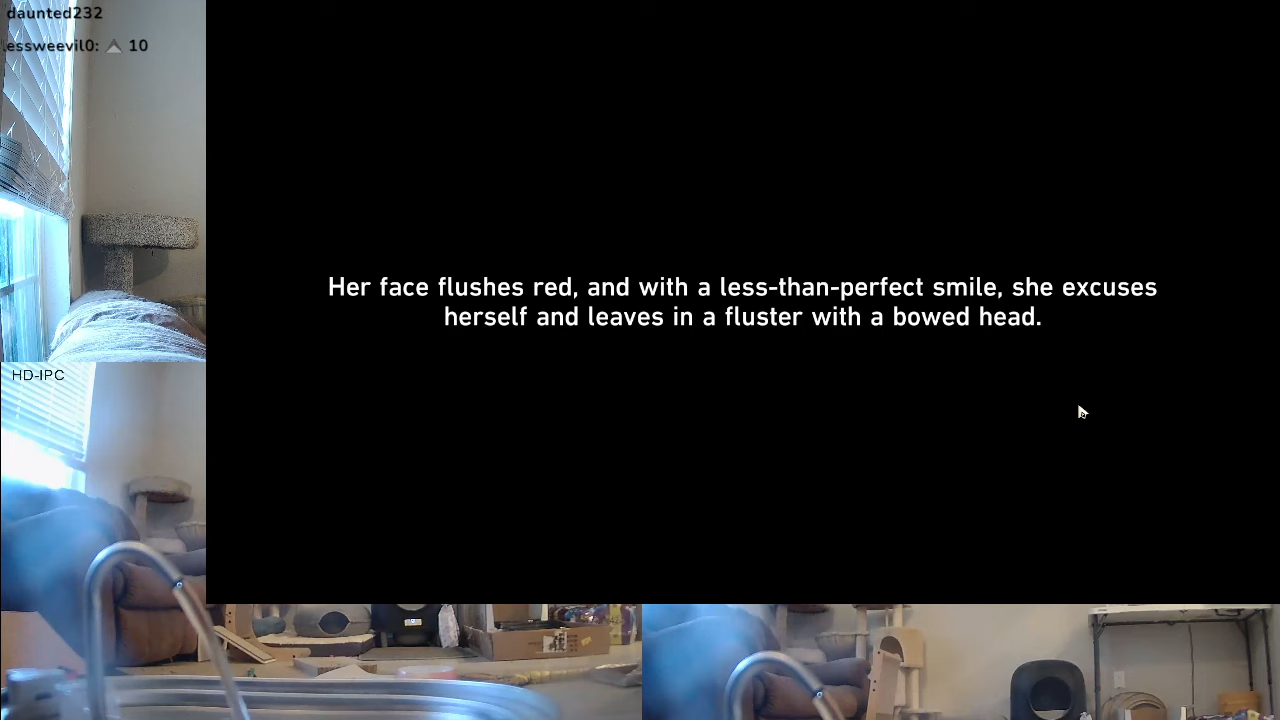 daunted232
lessweevil0: 10
HD-IPC
Her face flushes red, and with a less-than-perfect smile, she excuses
herself and leaves in a fluster with a bowed head.